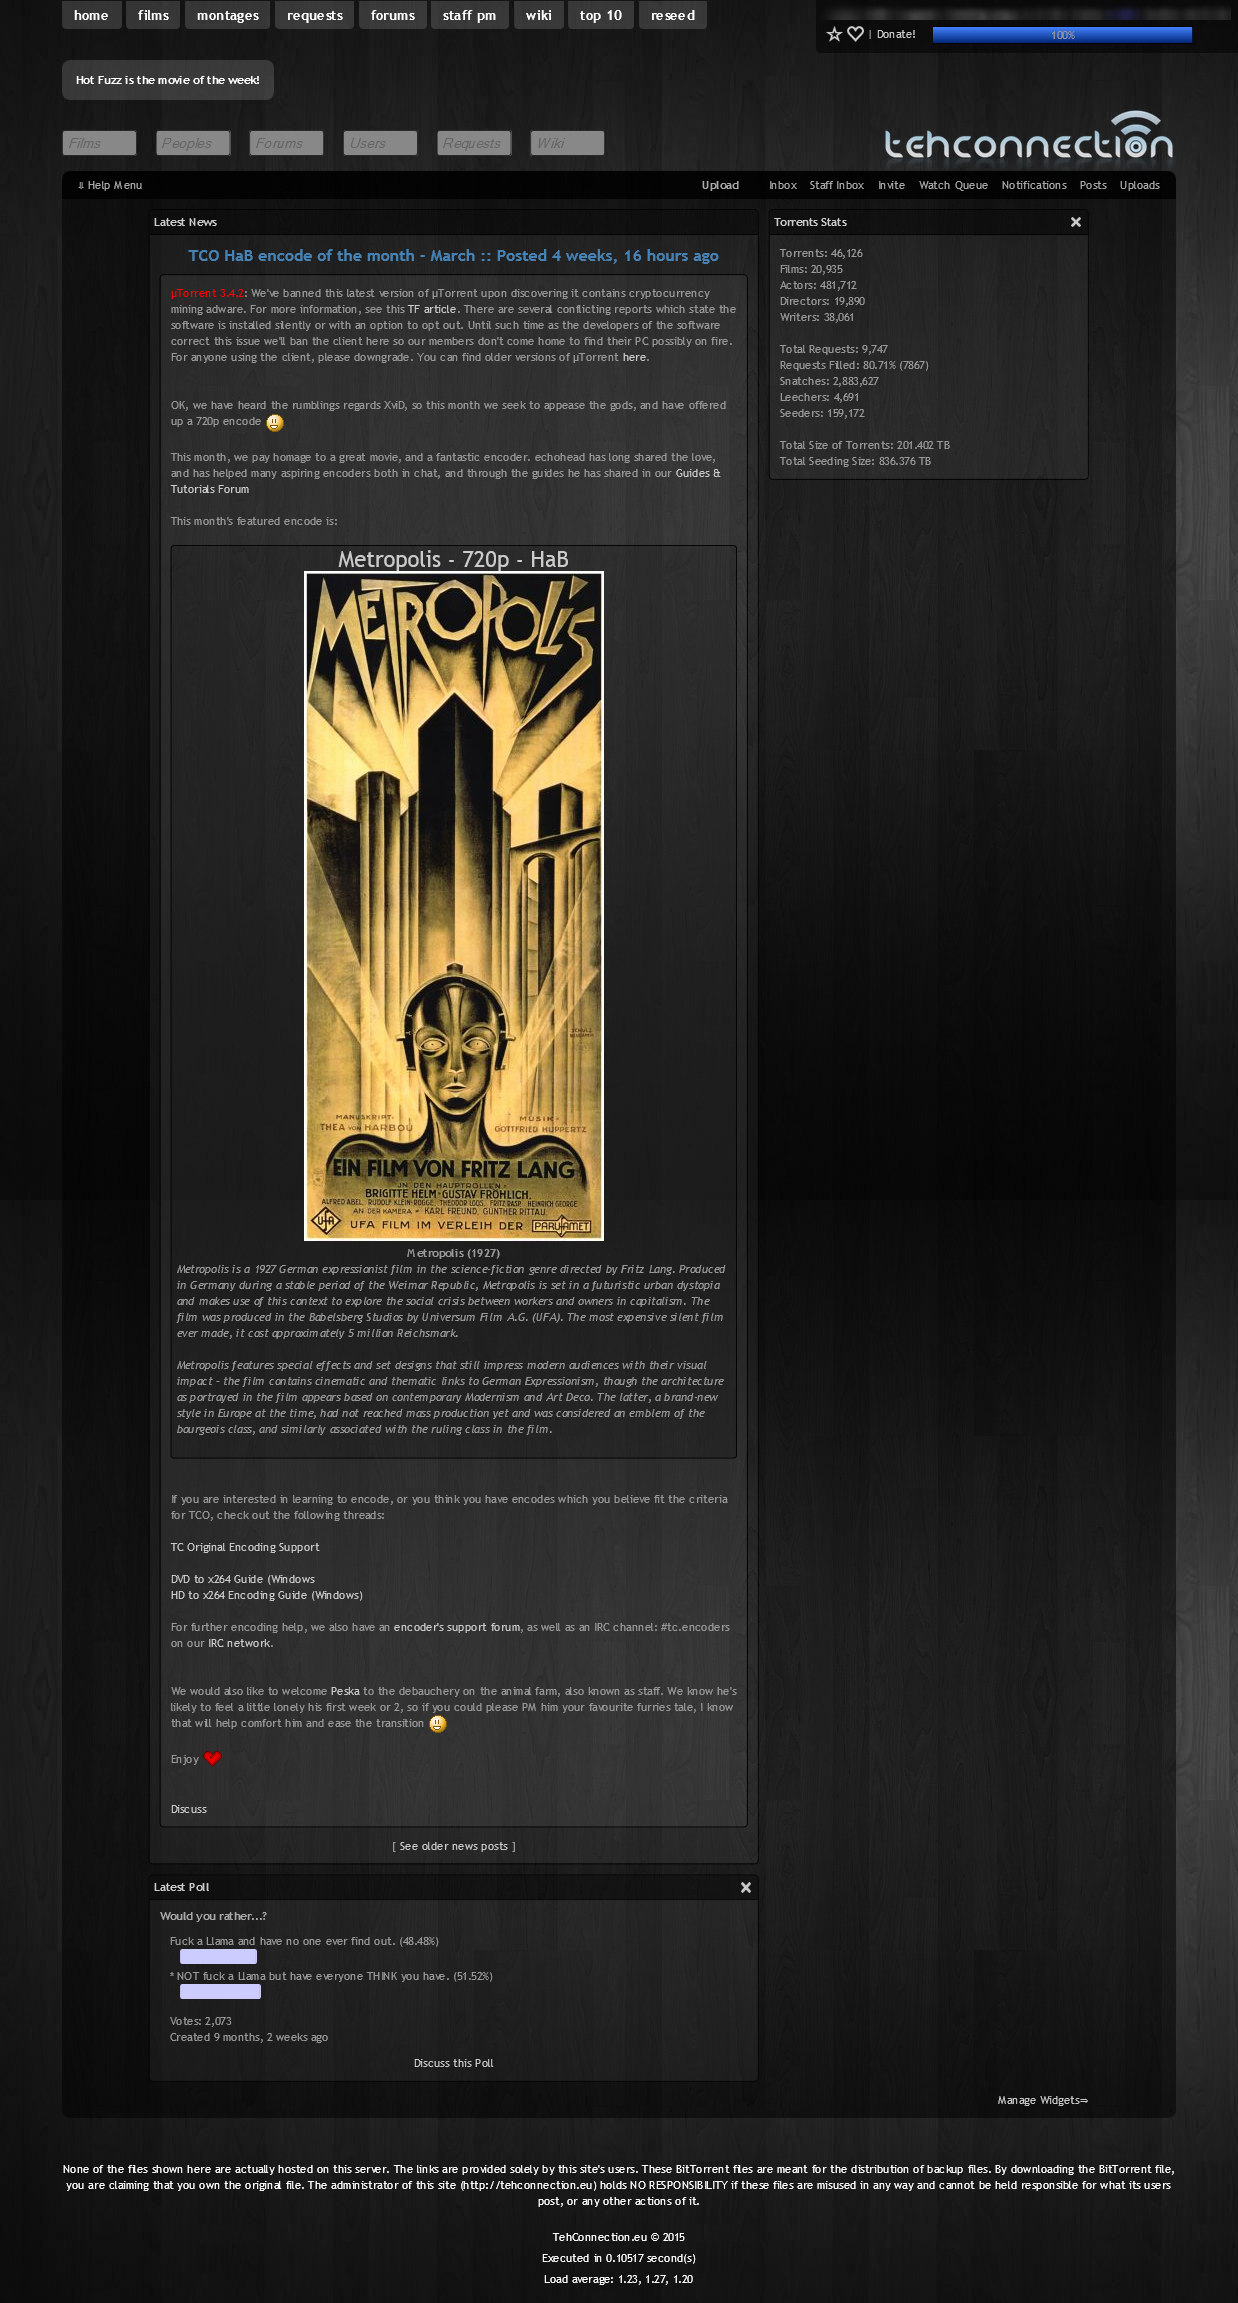 home films montages requests forums staff pm wiki top 10 reseed
| Donate! 100%
Hot Fuzz is the movie of the week!
Films Peoples Forums Users Requests Wiki
tehconnection
⇓ Help Menu Upload Inbox Staff Inbox Invite Watch Queue Notifications Posts Uploads
Latest News
TCO HaB encode of the month - March :: Posted 4 weeks, 16 hours ago
µTorrent 3.4.2: We've banned this latest version of µTorrent upon discovering it contains cryptocurrency
mining adware. For more information, see this TF article. There are several conflicting reports which state the
software is installed silently or with an option to opt out. Until such time as the developers of the software
correct this issue we'll ban the client here so our members don't come home to find their PC possibly on fire.
For anyone using the client, please downgrade. You can find older versions of µTorrent here.
OK, we have heard the rumblings regards XviD, so this month we seek to appease the gods, and have offered
up a 720p encode
This month, we pay homage to a great movie, and a fantastic encoder. echohead has long shared the love,
and has helped many aspiring encoders both in chat, and through the guides he has shared in our Guides &
Tutorials Forum
This month's featured encode is:
Metropolis - 720p - HaB
METROPOLIS
SCHULZ
NEUDAMM
MANUSKRIPT·
THEA VON HARBOU
MUSIK·
GOTTFRIED HUPPERTZ
EIN FILM VON FRITZ LANG
IN DEN HAUPTROLLEN:
BRIGITTE HELM·GUSTAV FRÖHLICH,
ALFRED ABEL, RUDOLF KLEIN-ROGGE, THEODOR LOOS, FRITZ RASP, HEINRICH GEORGE
AN DER KAMERA · KARL FREUND, GÜNTHER RITTAU
UFA UFA FILM IM VERLEIH DER PARUFAMET
Metropolis (1927)
Metropolis is a 1927 German expressionist film in the science-fiction genre directed by Fritz Lang. Produced
in Germany during a stable period of the Weimar Republic, Metropolis is set in a futuristic urban dystopia
and makes use of this context to explore the social crisis between workers and owners in capitalism. The
film was produced in the Babelsberg Studios by Universum Film A.G. (UFA). The most expensive silent film
ever made, it cost approximately 5 million Reichsmark.
Metropolis features special effects and set designs that still impress modern audiences with their visual
impact - the film contains cinematic and thematic links to German Expressionism, though the architecture
as portrayed in the film appears based on contemporary Modernism and Art Deco. The latter, a brand-new
style in Europe at the time, had not reached mass production yet and was considered an emblem of the
bourgeois class, and similarly associated with the ruling class in the film.
If you are interested in learning to encode, or you think you have encodes which you believe fit the criteria
for TCO, check out the following threads:
TC Original Encoding Support
DVD to x264 Guide (Windows
HD to x264 Encoding Guide (Windows)
For further encoding help, we also have an encoder's support forum, as well as an IRC channel: #tc.encoders
on our IRC network.
We would also like to welcome Peska to the debauchery on the animal farm, also known as staff. We know he's
likely to feel a little lonely his first week or 2, so if you could please PM him your favourite furries tale, I know
that will help comfort him and ease the transition
Enjoy
Discuss
[ See older news posts ]
Torrents Stats
Torrents: 46,126
Films: 20,935
Actors: 481,712
Directors: 19,890
Writers: 38,061
Total Requests: 9,747
Requests Filled: 80.71% (7867)
Snatches: 2,883,627
Leechers: 4,691
Seeders: 159,172
Total Size of Torrents: 201.402 TB
Total Seeding Size: 836.376 TB
Latest Poll
Would you rather...?
Fuck a Llama and have no one ever find out. (48.48%)
* NOT fuck a Llama but have everyone THINK you have. (51.52%)
Votes: 2,073
Created 9 months, 2 weeks ago
Discuss this Poll
Manage Widgets⇒
None of the files shown here are actually hosted on this server. The links are provided solely by this site's users. These BitTorrent files are meant for the distribution of backup files. By downloading the BitTorrent file,
you are claiming that you own the original file. The administrator of this site (http://tehconnection.eu) holds NO RESPONSIBILITY if these files are misused in any way and cannot be held responsible for what its users
post, or any other actions of it.
TehConnection.eu © 2015
Executed in 0.10517 second(s)
Load average: 1.23, 1.27, 1.20